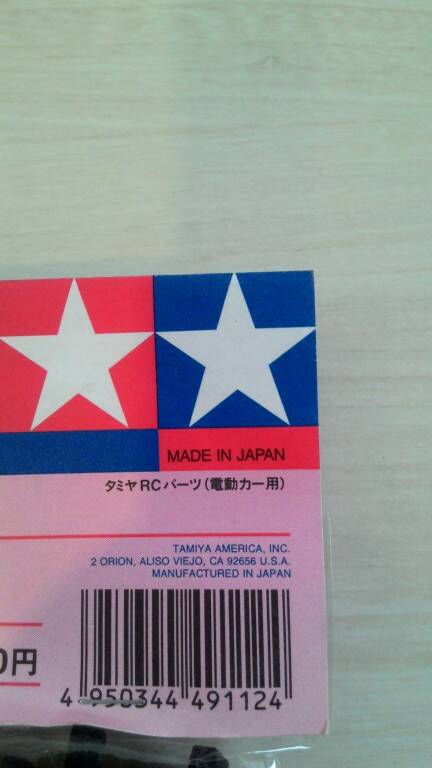 MADE IN JAPAN
タミヤRCパーツ(電動カー用)
TAMIYA AMERICA, INC.
2 ORION, ALISO VIEJO, CA 92656 U.S.A.
MANUFACTURED IN JAPAN
0円
4 950344 491124